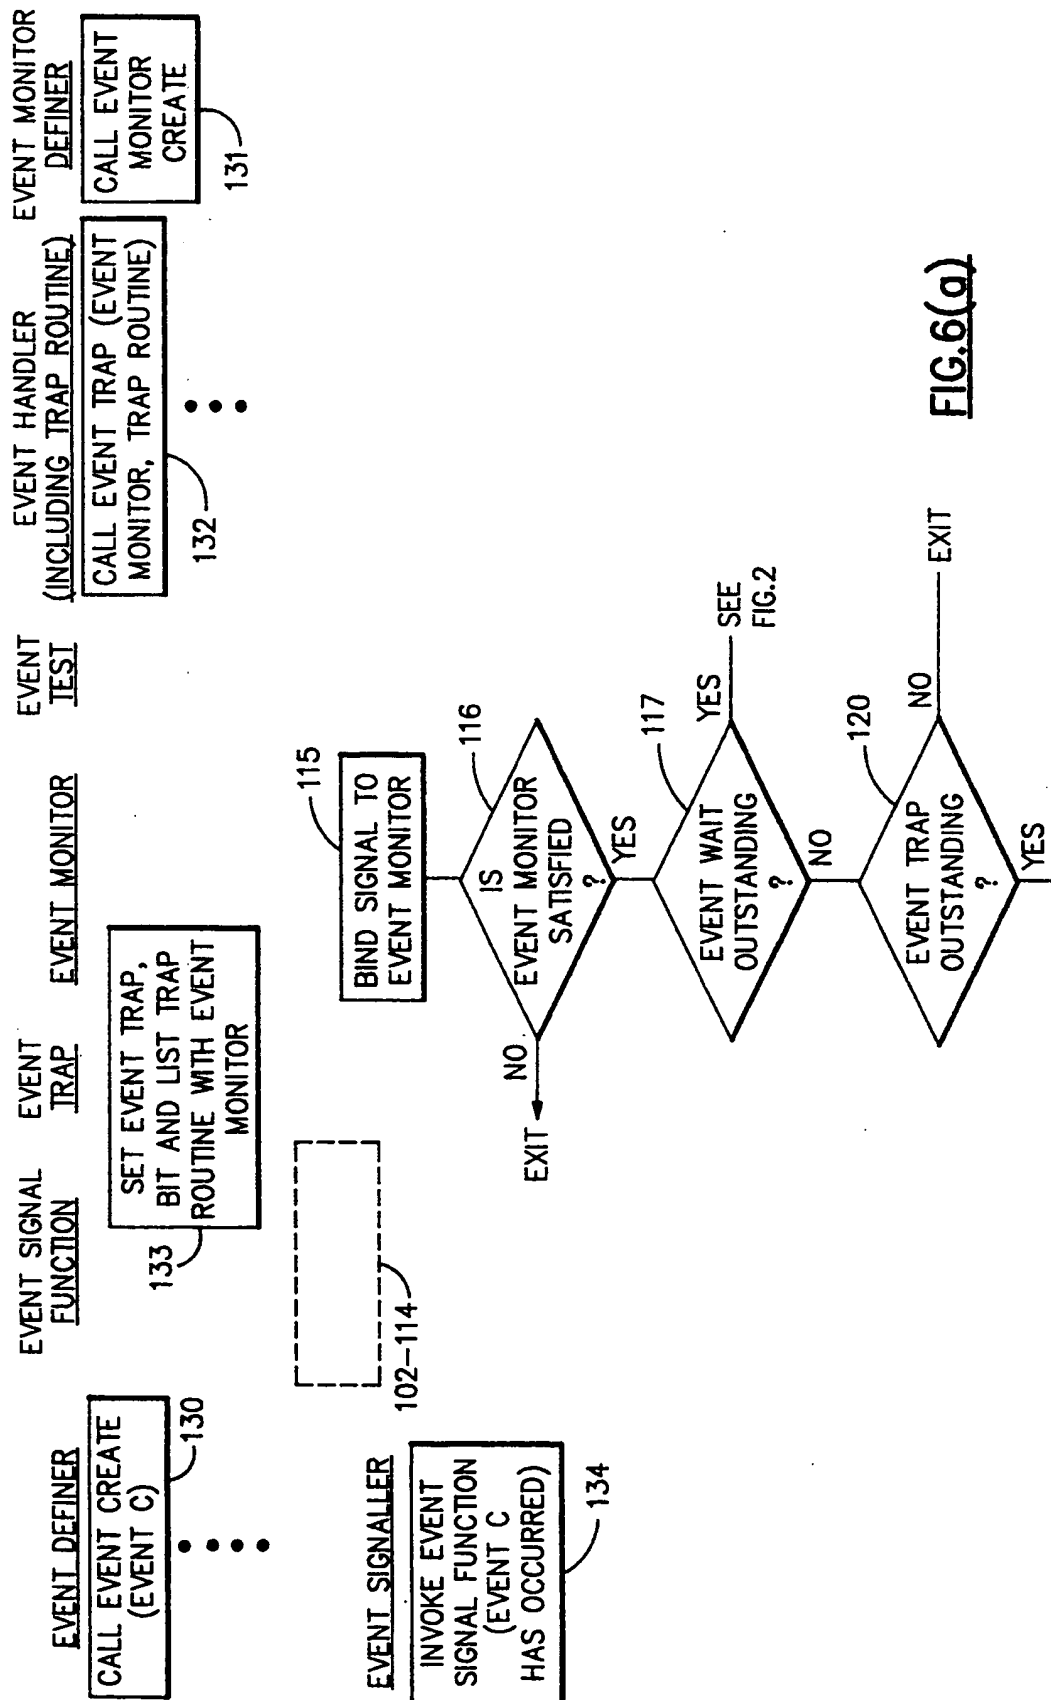 EVENT DEFINER
CALL EVENT CREATE
(EVENT C)
130
EVENT SIGNALLER
INVOKE EVENT
SIGNAL FUNCTION
(EVENT C
HAS OCCURRED)
134
EVENT SIGNAL
FUNCTION
102-114
EVENT
TRAP
SET EVENT TRAP,
BIT AND LIST TRAP
ROUTINE WITH EVENT
MONITOR
133
EVENT MONITOR
115
BIND SIGNAL TO
EVENT MONITOR
116
IS
EVENT MONITOR
SATISFIED
?
NO
EXIT
YES
117
EVENT WAIT
OUTSTANDING
?
YES
SEE
FIG.2
NO
120
EVENT TRAP
OUTSTANDING
?
NO
EXIT
YES
EVENT
TEST
EVENT HANDLER
(INCLUDING TRAP ROUTINE)
CALL EVENT TRAP (EVENT
MONITOR, TRAP ROUTINE)
132
EVENT MONITOR
DEFINER
CALL EVENT
MONITOR
CREATE
131
FIG.6(a)